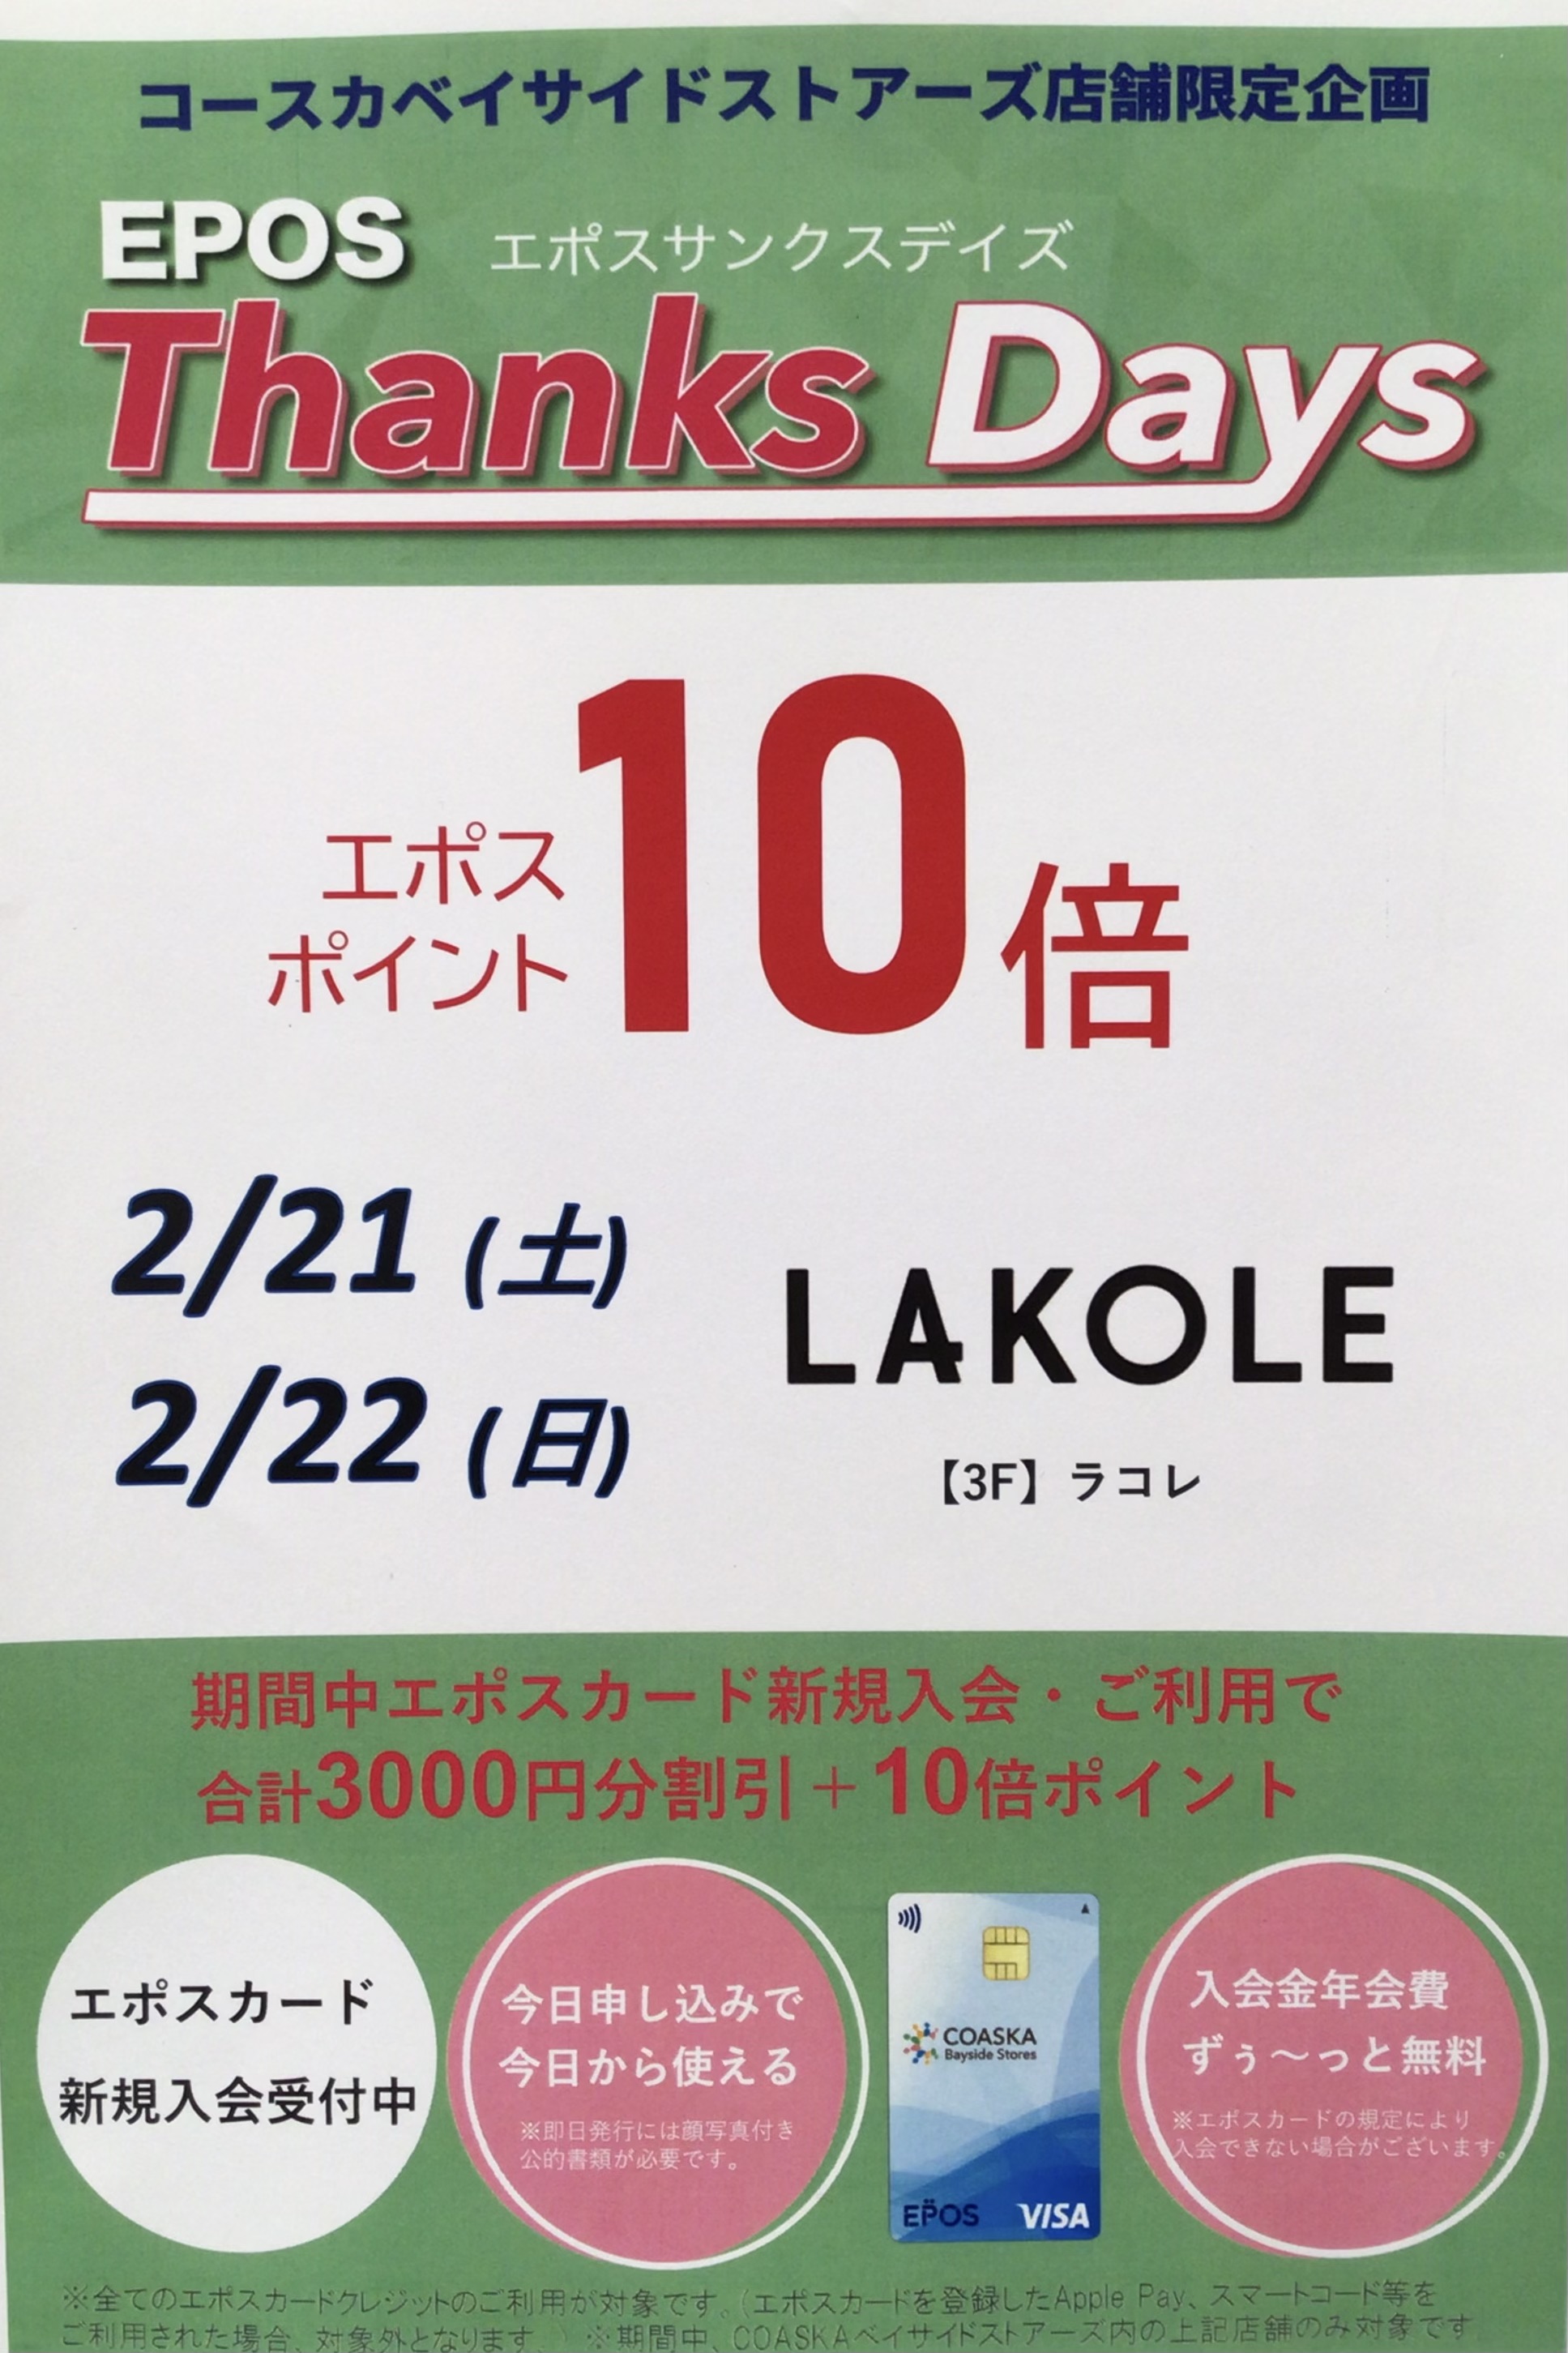 コースカベイサイドストアーズ店舗限定企画
EPOS エポスサンクスデイズ
Thanks Days
エポス
ポイント
10倍
2/21 (土)
2/22 (日)
LAKOLE
【3F】ラコレ
期間中エポスカード新規入会・ご利用で
合計3000円分割引+10倍ポイント
エポスカード
新規入会受付中
今日申し込みで
今日から使える
※即日発行には顔写真付き
公的書類が必要です。
COASKA
Bayside Stores
EPOS VISA
入会金年会費
ずぅ～っと無料
※エポスカードの規定により
入会できない場合がございます。
※全てのエポスカードクレジットのご利用が対象です。(エポスカードを登録したApple Pay、スマートコード等を
ご利用された場合、対象外となります。) ※期間中、COASKAベイサイドストアーズ内の上記店舗のみ対象です